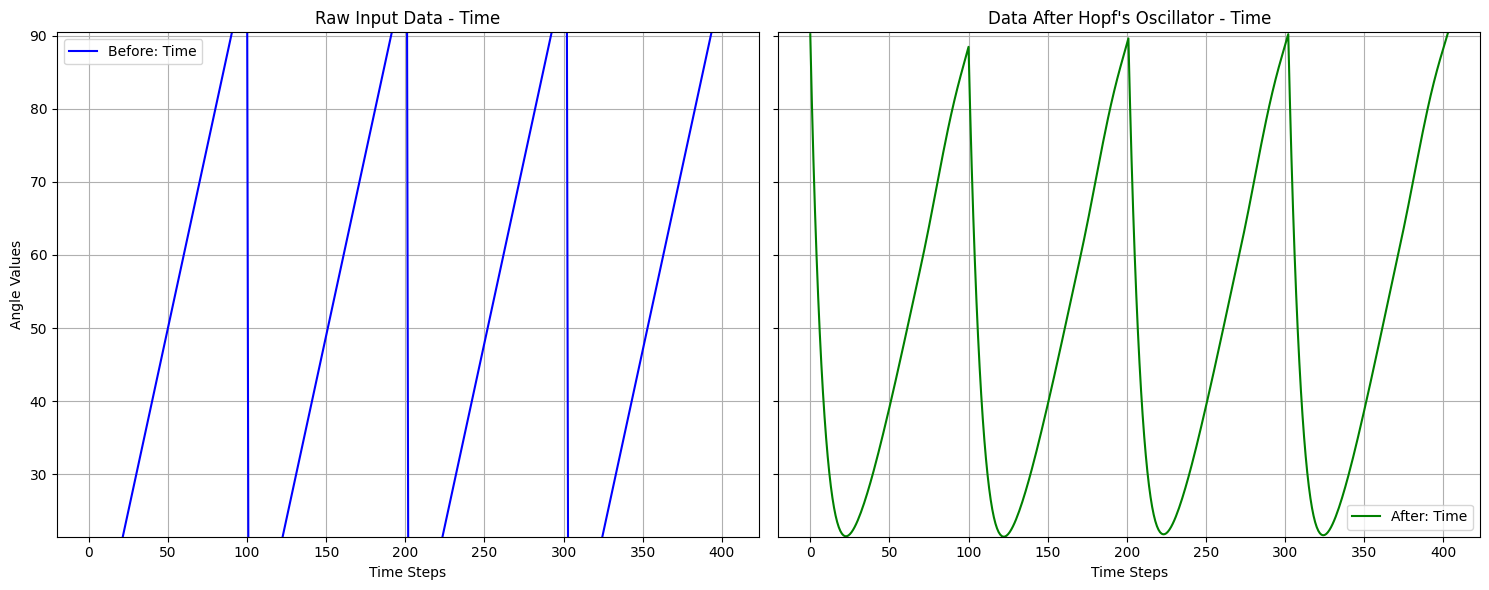 Raw Input Data - Time
Before: Time
90
80
70
60
50
40
30
Angle Values
0 50 100 150 200 250 300 350 400
Time Steps
Data After Hopf's Oscillator - Time
After: Time
0 50 100 150 200 250 300 350 400
Time Steps